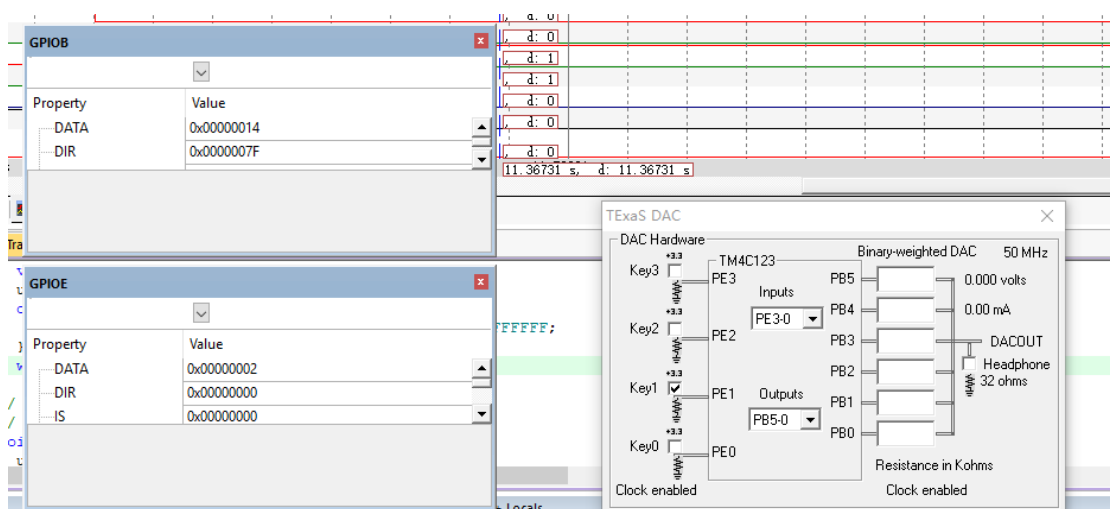 d: 0
GPIOB
, d: 0
, d: 1
, d: 1
Property Value
, d: 0
DATA 0x00000014
, d: 0
DIR 0x0000007F
, d: 0
11.36731 s, d: 11.36731 s
TExaS DAC
Tra
DAC Hardware
+3.3
TM4C123
Binary-weighted DAC 50 MHz
Key3 PE3 PB5 0.000 volts
GPIOE
Inputs
PE3-0
PB4 0.00 mA
FFFFFF;
Key2 PE2
PB3 DACOUT
Property Value
Headphone
DATA 0x00000002
+3.3
PB2
32 ohms
DIR 0x00000000
Key1 PE1 Outputs PB1
IS 0x00000000
+3.3
PB5-0
PB0
Key0 PE0
Resistance in Kohms
Clock enabled Clock enabled
Locals